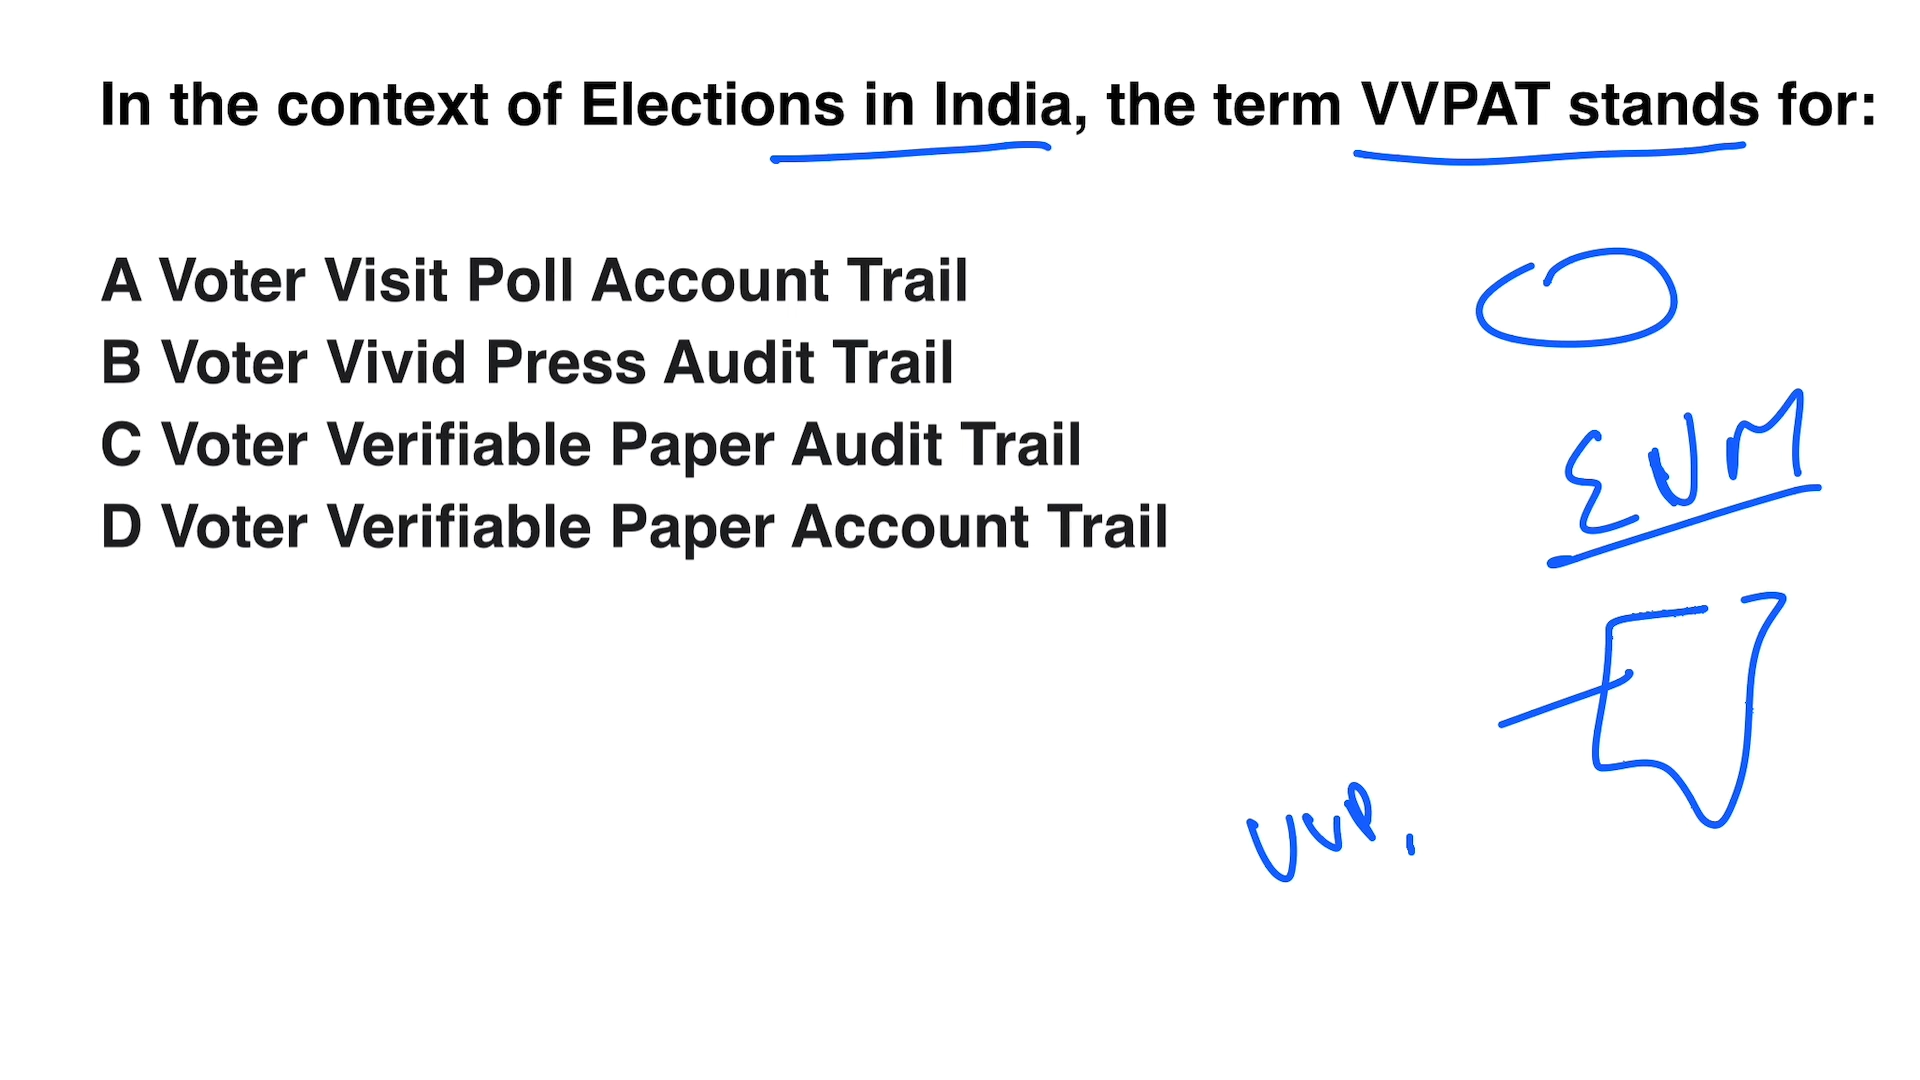 In the context of Elections in India, the term VVPAT stands for:
A Voter Visit Poll Account Trail
B Voter Vivid Press Audit Trail
C Voter Verifiable Paper Audit Trail
D Voter Verifiable Paper Account Trail
EVM
VVP